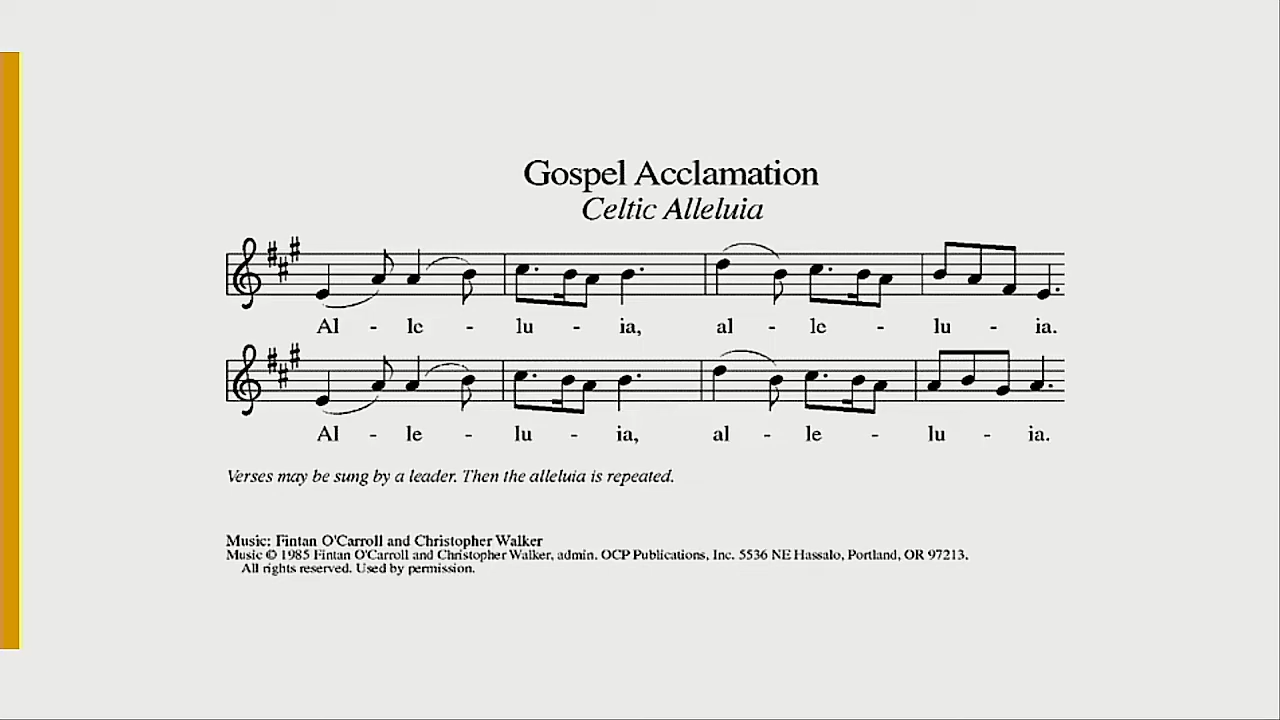 Gospel Acclamation
Celtic Alleluia
Al - le - lu - ia, al - le - lu - ia.
Al - le - lu - ia, al - le - lu - ia.
Verses may be sung by a leader. Then the alleluia is repeated.
Music: Fintan O'Carroll and Christopher Walker
Music © 1985 Fintan O'Carroll and Christopher Walker, admin. OCP Publications, Inc. 5536 NE Hassalo, Portland, OR 97213.
All rights reserved. Used by permission.